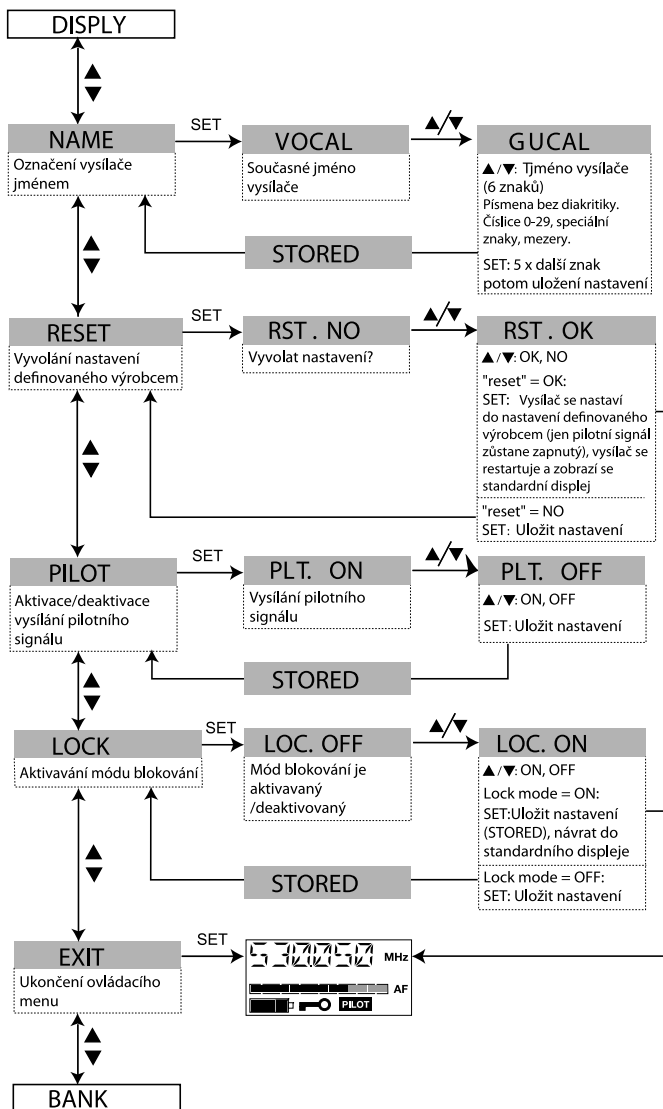 DISPLY
NAME
Označení vysílače
jménem
SET
VOCAL
Současné jméno
vysílače
▲/▼
GUCAL
▲/▼: Tjméno vysílače
(6 znaků)
Písmena bez diakritiky.
Číslice 0-29, speciální
znaky, mezery.
SET: 5 x další znak
potom uložení nastavení
STORED
RESET
Vyvolání nastavení
definovaného výrobcem
SET
RST . NO
Vyvolat nastavení?
▲/▼
RST . OK
▲/▼: OK, NO
"reset" = OK:
SET: Vysílač se nastaví
do nastavení definovaného
výrobcem (jen pilotní signál
zůstane zapnutý), vysílač se
restartuje a zobrazí se
standardní displej
"reset" = NO
SET: Uložit nastavení
PILOT
Aktivace/deaktivace
vysílání pilotního
signálu
SET
PLT. ON
Vysílání pilotního
signálu
▲/▼
PLT. OFF
▲/▼: ON, OFF
SET: Uložit nastavení
STORED
LOCK
Aktivavání módu blokování
SET
LOC. OFF
Mód blokování je
aktivavaný
/deaktivovaný
▲/▼
LOC. ON
▲/▼: ON, OFF
Lock mode = ON:
SET:Uložit nastavení
(STORED), návrat do
standardního displeje
Lock mode = OFF:
SET: Uložit nastavení
STORED
EXIT
Ukončení ovládacího
menu
SET
530050 MHz
AF
PILOT
BANK